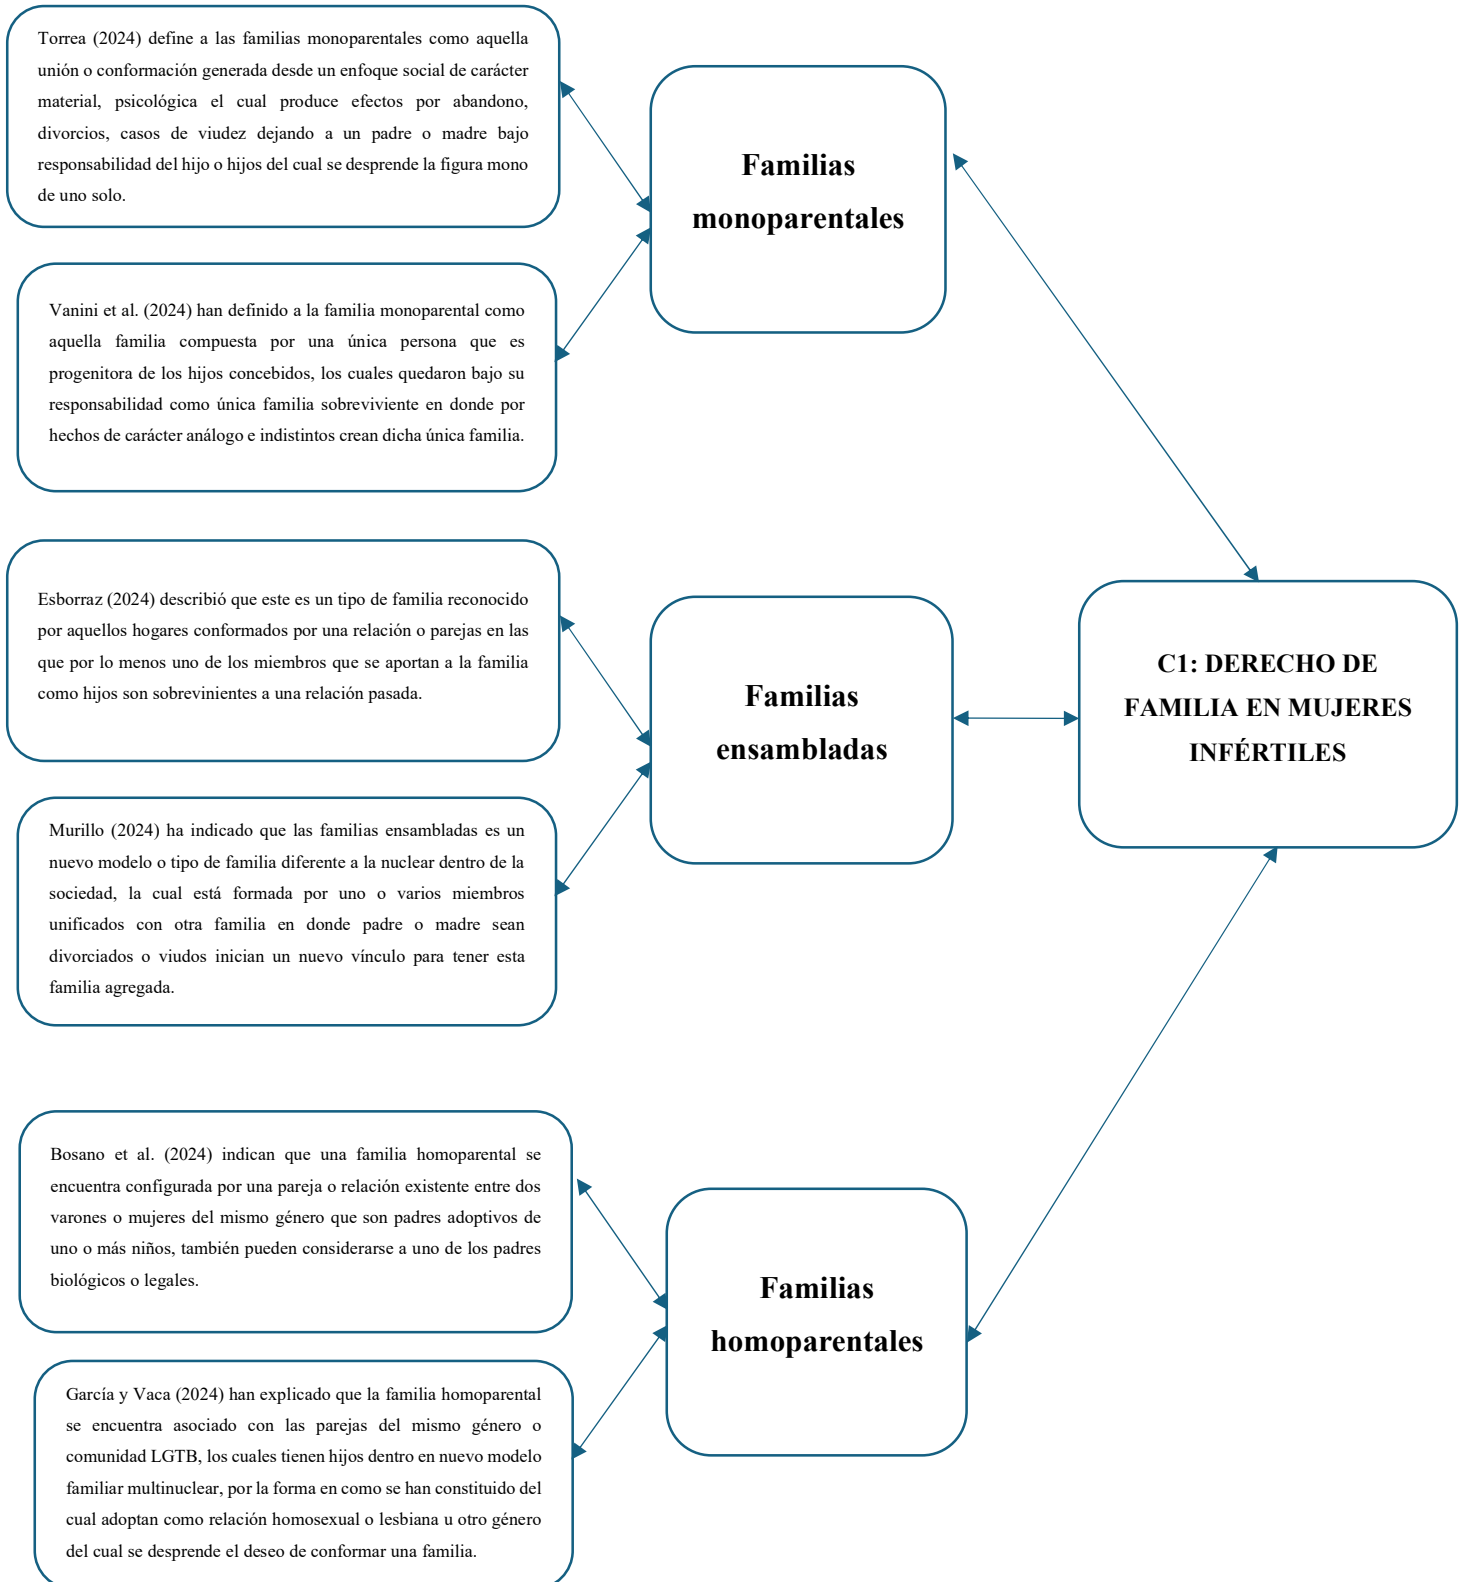 Torrea (2024) define a las familias monoparentales como aquella
unión o conformación generada desde un enfoque social de carácter
material, psicológica el cual produce efectos por abandono,
divorcios, casos de viudez dejando a un padre o madre bajo
responsabilidad del hijo o hijos del cual se desprende la figura mono
de uno solo.
Vanini et al. (2024) han definido a la familia monoparental como
aquella familia compuesta por una única persona que es
progenitora de los hijos concebidos, los cuales quedaron bajo su
responsabilidad como única familia sobreviviente en donde por
hechos de carácter análogo e indistintos crean dicha única familia.
Familias
monoparentales
Esborraz (2024) describió que este es un tipo de familia reconocido
por aquellos hogares conformados por una relación o parejas en las
que por lo menos uno de los miembros que se aportan a la familia
como hijos son sobrevinientes a una relación pasada.
Murillo (2024) ha indicado que las familias ensambladas es un
nuevo modelo o tipo de familia diferente a la nuclear dentro de la
sociedad, la cual está formada por uno o varios miembros
unificados con otra familia en donde padre o madre sean
divorciados o viudos inician un nuevo vínculo para tener esta
familia agregada.
Familias
ensambladas
C1: DERECHO DE
FAMILIA EN MUJERES
INFÉRTILES
Bosano et al. (2024) indican que una familia homoparental se
encuentra configurada por una pareja o relación existente entre dos
varones o mujeres del mismo género que son padres adoptivos de
uno o más niños, también pueden considerarse a uno de los padres
biológicos o legales.
García y Vaca (2024) han explicado que la familia homoparental
se encuentra asociado con las parejas del mismo género o
comunidad LGTB, los cuales tienen hijos dentro en nuevo modelo
familiar multinuclear, por la forma en como se han constituido del
cual adoptan como relación homosexual o lesbiana u otro género
del cual se desprende el deseo de conformar una familia.
Familias
homoparentales